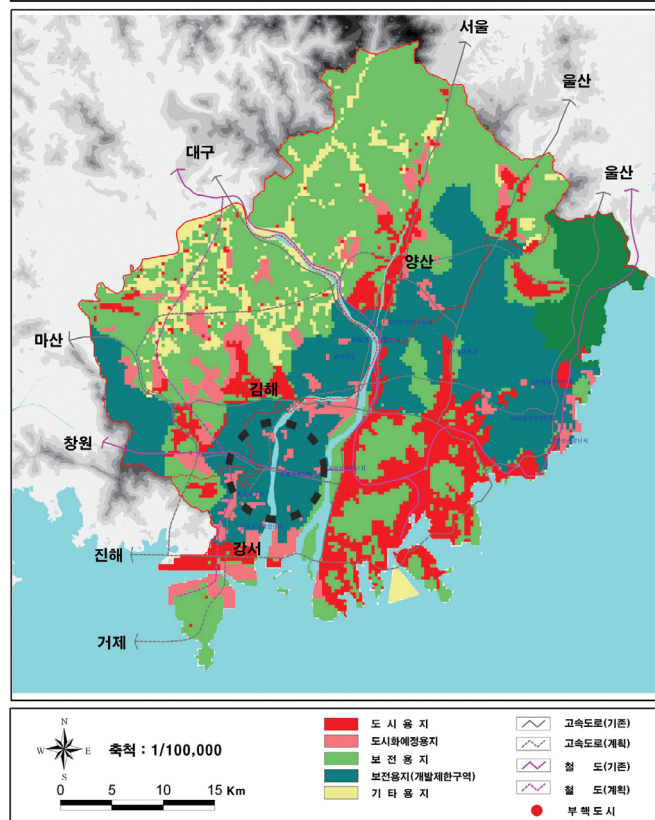 서울
울산
대구
울산
양산
마산
김해
창원
강서
진해
거제
N
W E
S
축척 : 1/100,000
0 5 10 15 Km
도 시 용 지
도시화예정용지
보 전 용 지
보전용지(개발제한구역)
기 타 용 지
고속도로(기존)
고속도로(계획)
철 도(기존)
철 도(계획)
부 핵 도 시